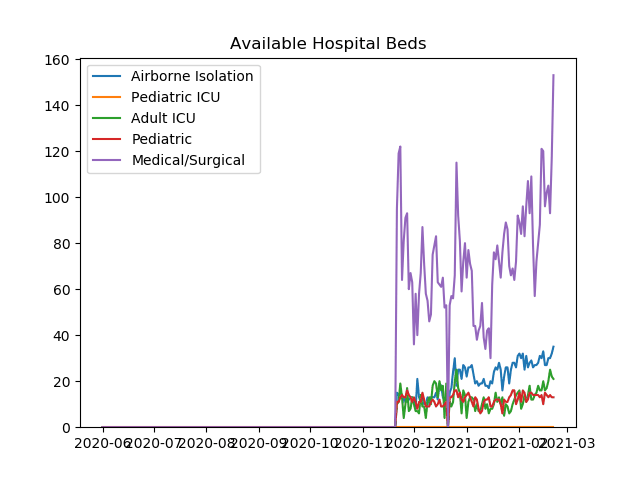 Available Hospital Beds
160
140
120
100
80
60
40
20
0
Airborne Isolation
Pediatric ICU
Adult ICU
Pediatric
Medical/Surgical
2020-06 2020-07 2020-08 2020-09 2020-10 2020-11 2020-12 2021-01 2021-02 2021-03